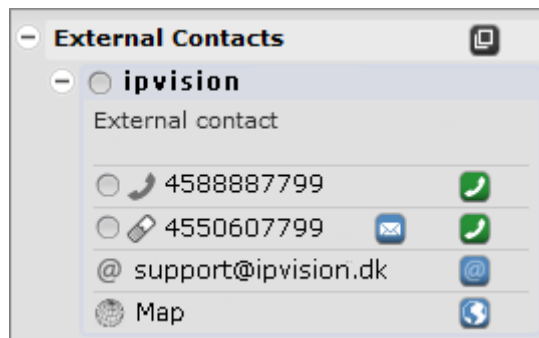 External Contacts
ipvision
External contact
4588887799
4550607799
@ support@ipvision.dk @
Map